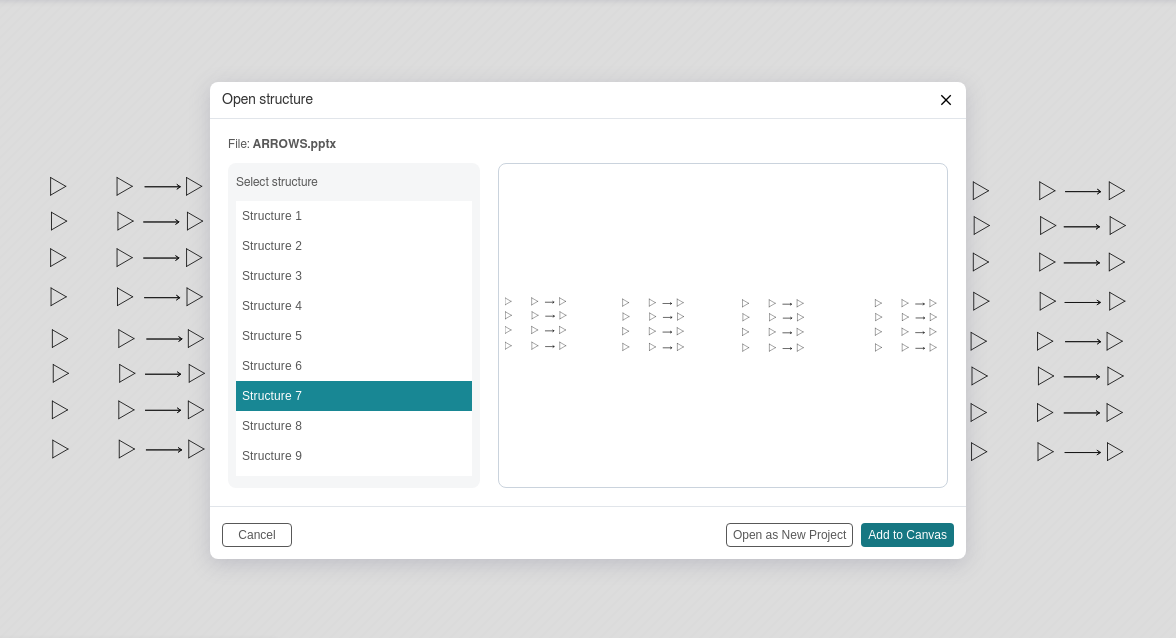 Open structure
File: ARROWS.pptx
Select structure
Structure 1
Structure 2
Structure 3
Structure 4
Structure 5
Structure 6
Structure 7
Structure 8
Structure 9
Cancel
Open as New Project
Add to Canvas